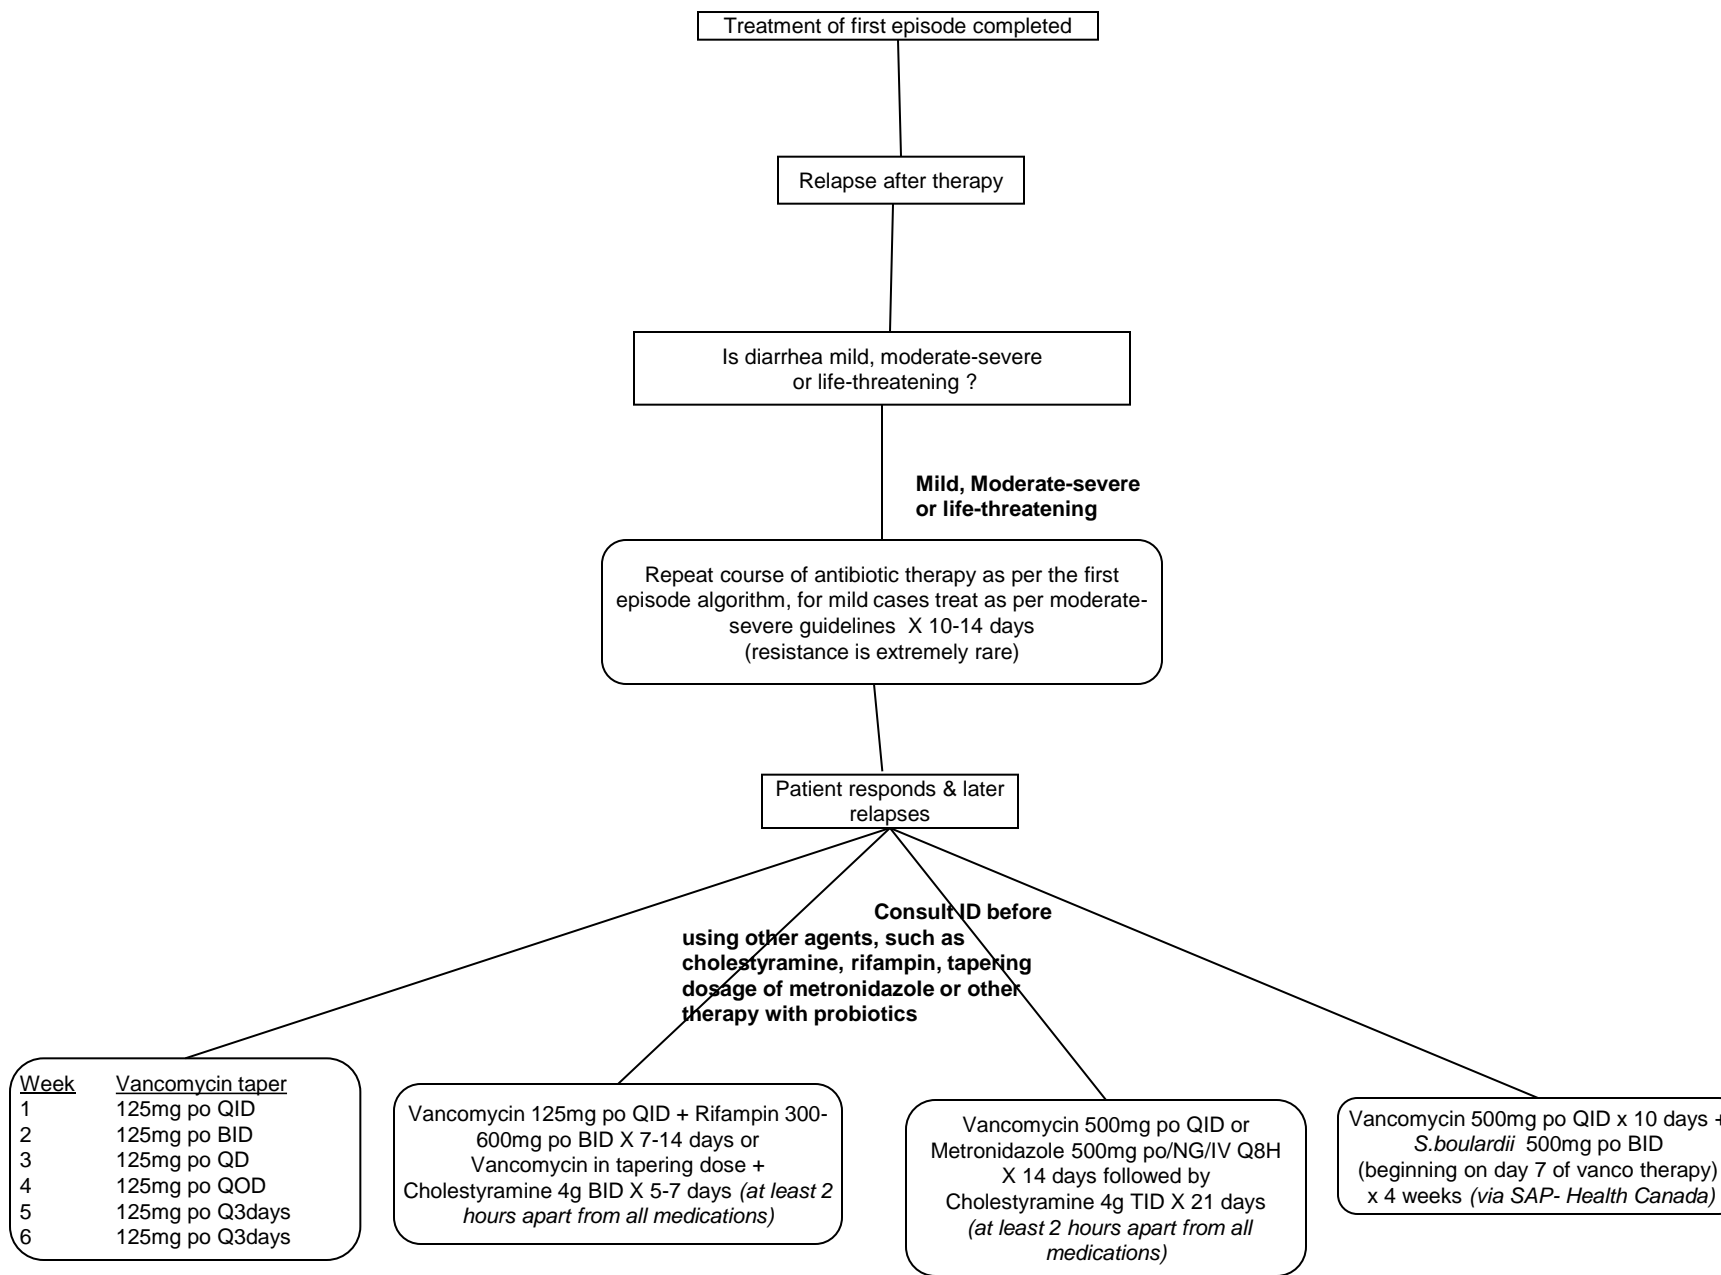 Treatment of first episode completed
Relapse after therapy
Is diarrhea mild, moderate-severe
or life-threatening ?
Mild, Moderate-severe
or life-threatening
Repeat course of antibiotic therapy as per the first
episode algorithm, for mild cases treat as per moderate-
severe guidelines X 10-14 days
(resistance is extremely rare)
Patient responds & later
relapses
Consult ID before
using other agents, such as
cholestyramine, rifampin, tapering
dosage of metronidazole or other
therapy with probiotics
Week Vancomycin taper
1 125mg po QID
2 125mg po BID
3 125mg po QD
4 125mg po QOD
5 125mg po Q3days
6 125mg po Q3days
Vancomycin 125mg po QID + Rifampin 300-
600mg po BID X 7-14 days or
Vancomycin in tapering dose +
Cholestyramine 4g BID X 5-7 days (at least 2
hours apart from all medications)
Vancomycin 500mg po QID or
Metronidazole 500mg po/NG/IV Q8H
X 14 days followed by
Cholestyramine 4g TID X 21 days
(at least 2 hours apart from all
medications)
Vancomycin 500mg po QID x 10 days +
S.boulardii 500mg po BID
(beginning on day 7 of vanco therapy)
x 4 weeks (via SAP- Health Canada)